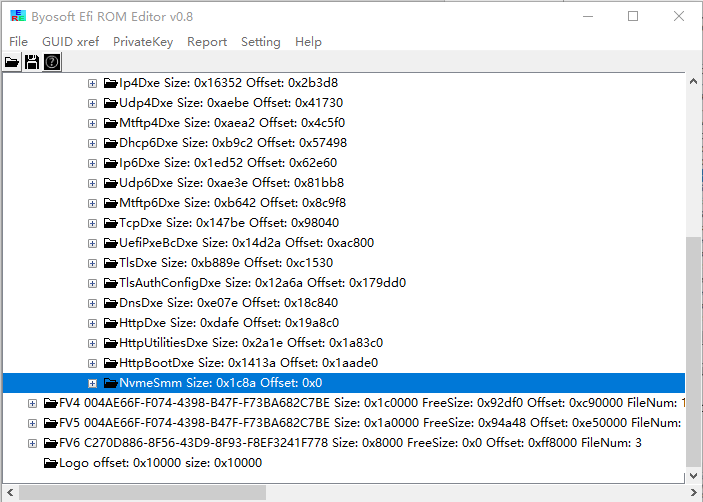 Byosoft Efi ROM Editor v0.8
File GUID xref PrivateKey Report Setting Help
Ip4Dxe Size: 0x16352 Offset: 0x2b3d8
Udp4Dxe Size: 0xaebe Offset: 0x41730
Mtftp4Dxe Size: 0xaea2 Offset: 0x4c5f0
Dhcp6Dxe Size: 0xb9c2 Offset: 0x57498
Ip6Dxe Size: 0x1ed52 Offset: 0x62e60
Udp6Dxe Size: 0xae3e Offset: 0x81bb8
Mtftp6Dxe Size: 0xb642 Offset: 0x8c9f8
TcpDxe Size: 0x147be Offset: 0x98040
UefiPxeBcDxe Size: 0x14d2a Offset: 0xac800
TlsDxe Size: 0xb889e Offset: 0xc1530
TlsAuthConfigDxe Size: 0x12a6a Offset: 0x179dd0
DnsDxe Size: 0xe07e Offset: 0x18c840
HttpDxe Size: 0xdafe Offset: 0x19a8c0
HttpUtilitiesDxe Size: 0x2a1e Offset: 0x1a83c0
HttpBootDxe Size: 0x1413a Offset: 0x1aade0
NvmeSmm Size: 0x1c8a Offset: 0x0
FV4 004AE66F-F074-4398-B47F-F73BA682C7BE Size: 0x1c0000 FreeSize: 0x92df0 Offset: 0xc90000 FileNum: 1
FV5 004AE66F-F074-4398-B47F-F73BA682C7BE Size: 0x1a0000 FreeSize: 0x94a48 Offset: 0xe50000 FileNu
FV6 C270D886-8F56-43D9-8F93-F8EF3241F778 Size: 0x8000 FreeSize: 0x0 Offset: 0xff8000 FileNum: 3
Logo offset: 0x10000 size: 0x10000